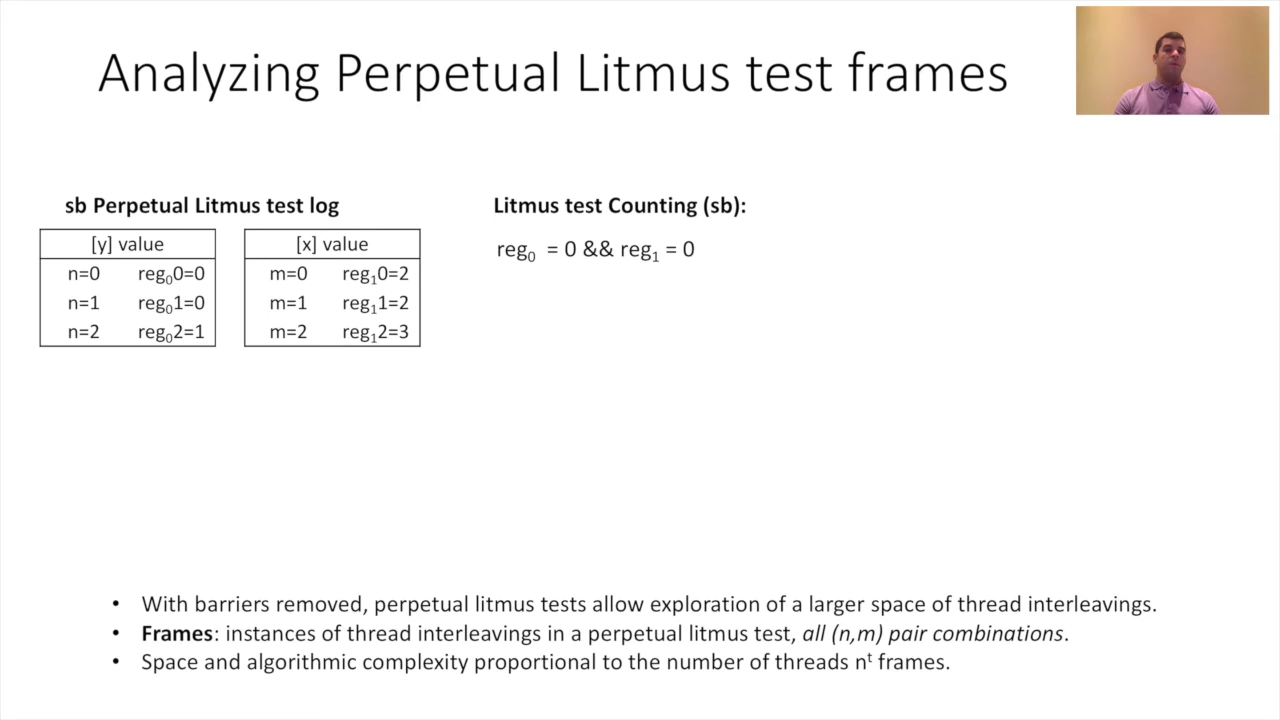 Analyzing Perpetual Litmus test frames
sb Perpetual Litmus test log
[y] value
n=0 reg₀0=0
n=1 reg₀1=0
n=2 reg₀2=1
[x] value
m=0 reg₁0=2
m=1 reg₁1=2
m=2 reg₁2=3
Litmus test Counting (sb):
reg₀ = 0 && reg₁ = 0
• With barriers removed, perpetual litmus tests allow exploration of a larger space of thread interleavings.
• Frames: instances of thread interleavings in a perpetual litmus test, all (n,m) pair combinations.
• Space and algorithmic complexity proportional to the number of threads nᵗ frames.